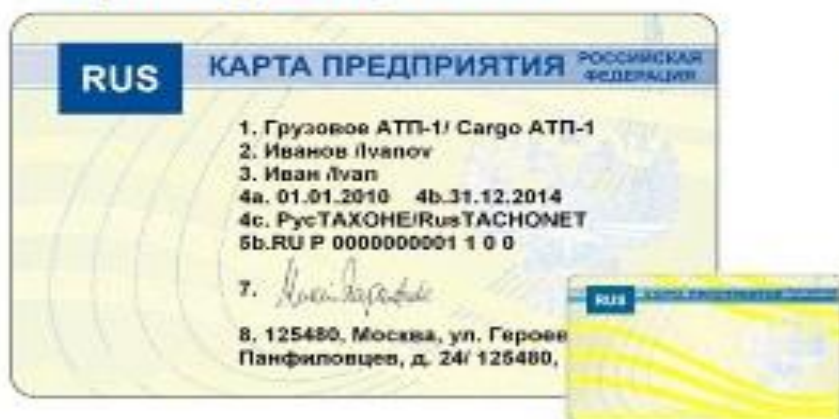 RUS
КАРТА ПРЕДПРИЯТИЯ
РОССИЙСКАЯ
ФЕДЕРАЦИЯ
1. Грузовое АТП-1/ Cargo АТП-1
2. Иванов /Ivanov
3. Иван /Ivan
4a. 01.01.2010 4b.31.12.2014
4c. РусТАХОНЕ/RusTACHONET
5b.RU P 0000000001 1 0 0
7.
8. 125480, Москва, ул. Героев
Панфиловцев, д. 24/ 125480,
RUS
КАРТА ПРЕДПРИЯТИЯ